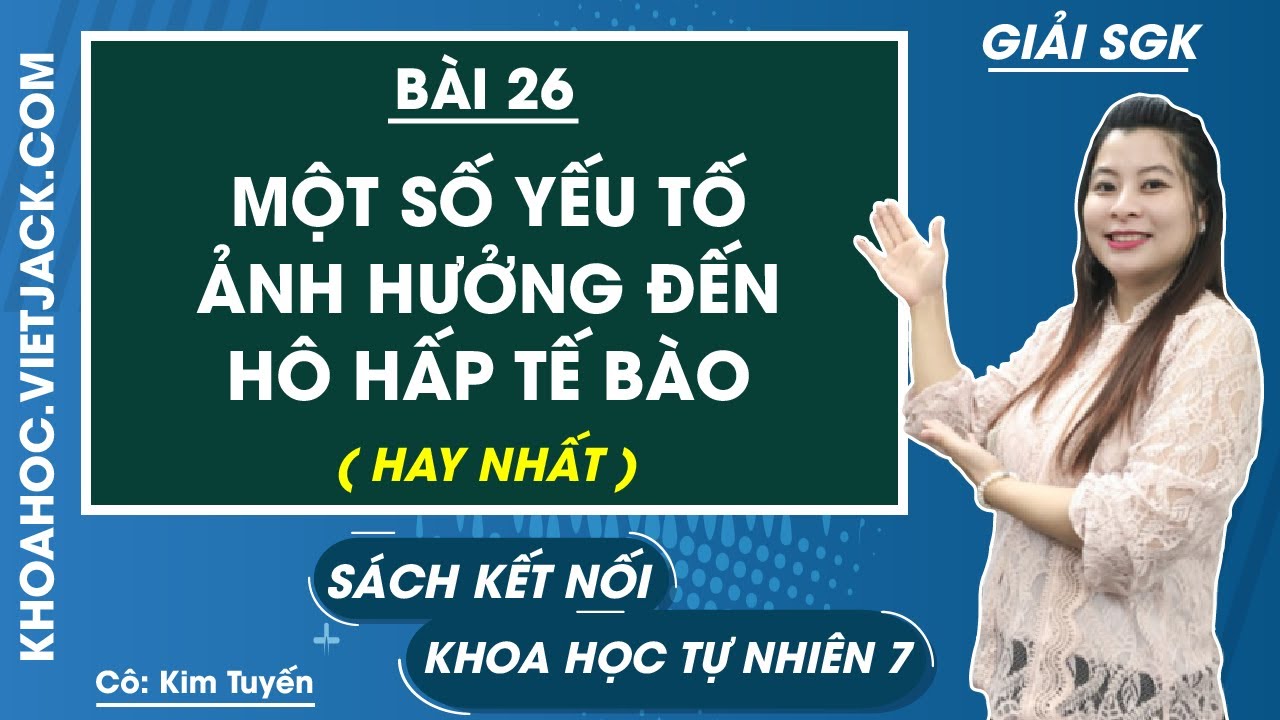 KHOAHOC.VIETJACK.COM
GIẢI SGK
BÀI 26
MỘT SỐ YẾU TỐ
ẢNH HƯỞNG ĐẾN
HÔ HẤP TẾ BÀO
( HAY NHẤT )
SÁCH KẾT NỐI
KHOA HỌC TỰ NHIÊN 7
Cô: Kim Tuyến